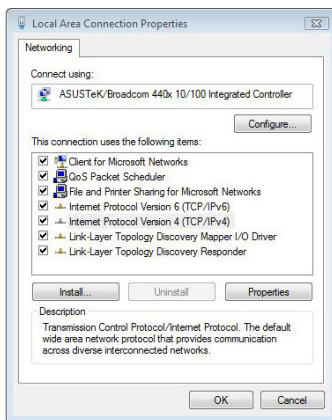 Local Area Connection Properties
Networking
Connect using:
ASUSTeK/Broadcom 440x 10/100 Integrated Controller
Configure...
This connection uses the following items:
Client for Microsoft Networks
QoS Packet Scheduler
File and Printer Sharing for Microsoft Networks
Internet Protocol Version 6 (TCP/IPv6)
Internet Protocol Version 4 (TCP/IPv4)
Link-Layer Topology Discovery Mapper I/O Driver
Link-Layer Topology Discovery Responder
Install...
Uninstall
Properties
Description
Transmission Control Protocol/Internet Protocol. The default
wide area network protocol that provides communication
across diverse interconnected networks.
OK
Cancel